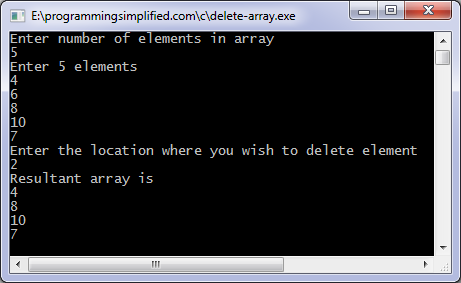 E:\programmingsimplified.com\c\delete-array.exe
Enter number of elements in array
5
Enter 5 elements
4
6
8
10
7
Enter the location where you wish to delete element
2
Resultant array is
4
8
10
7